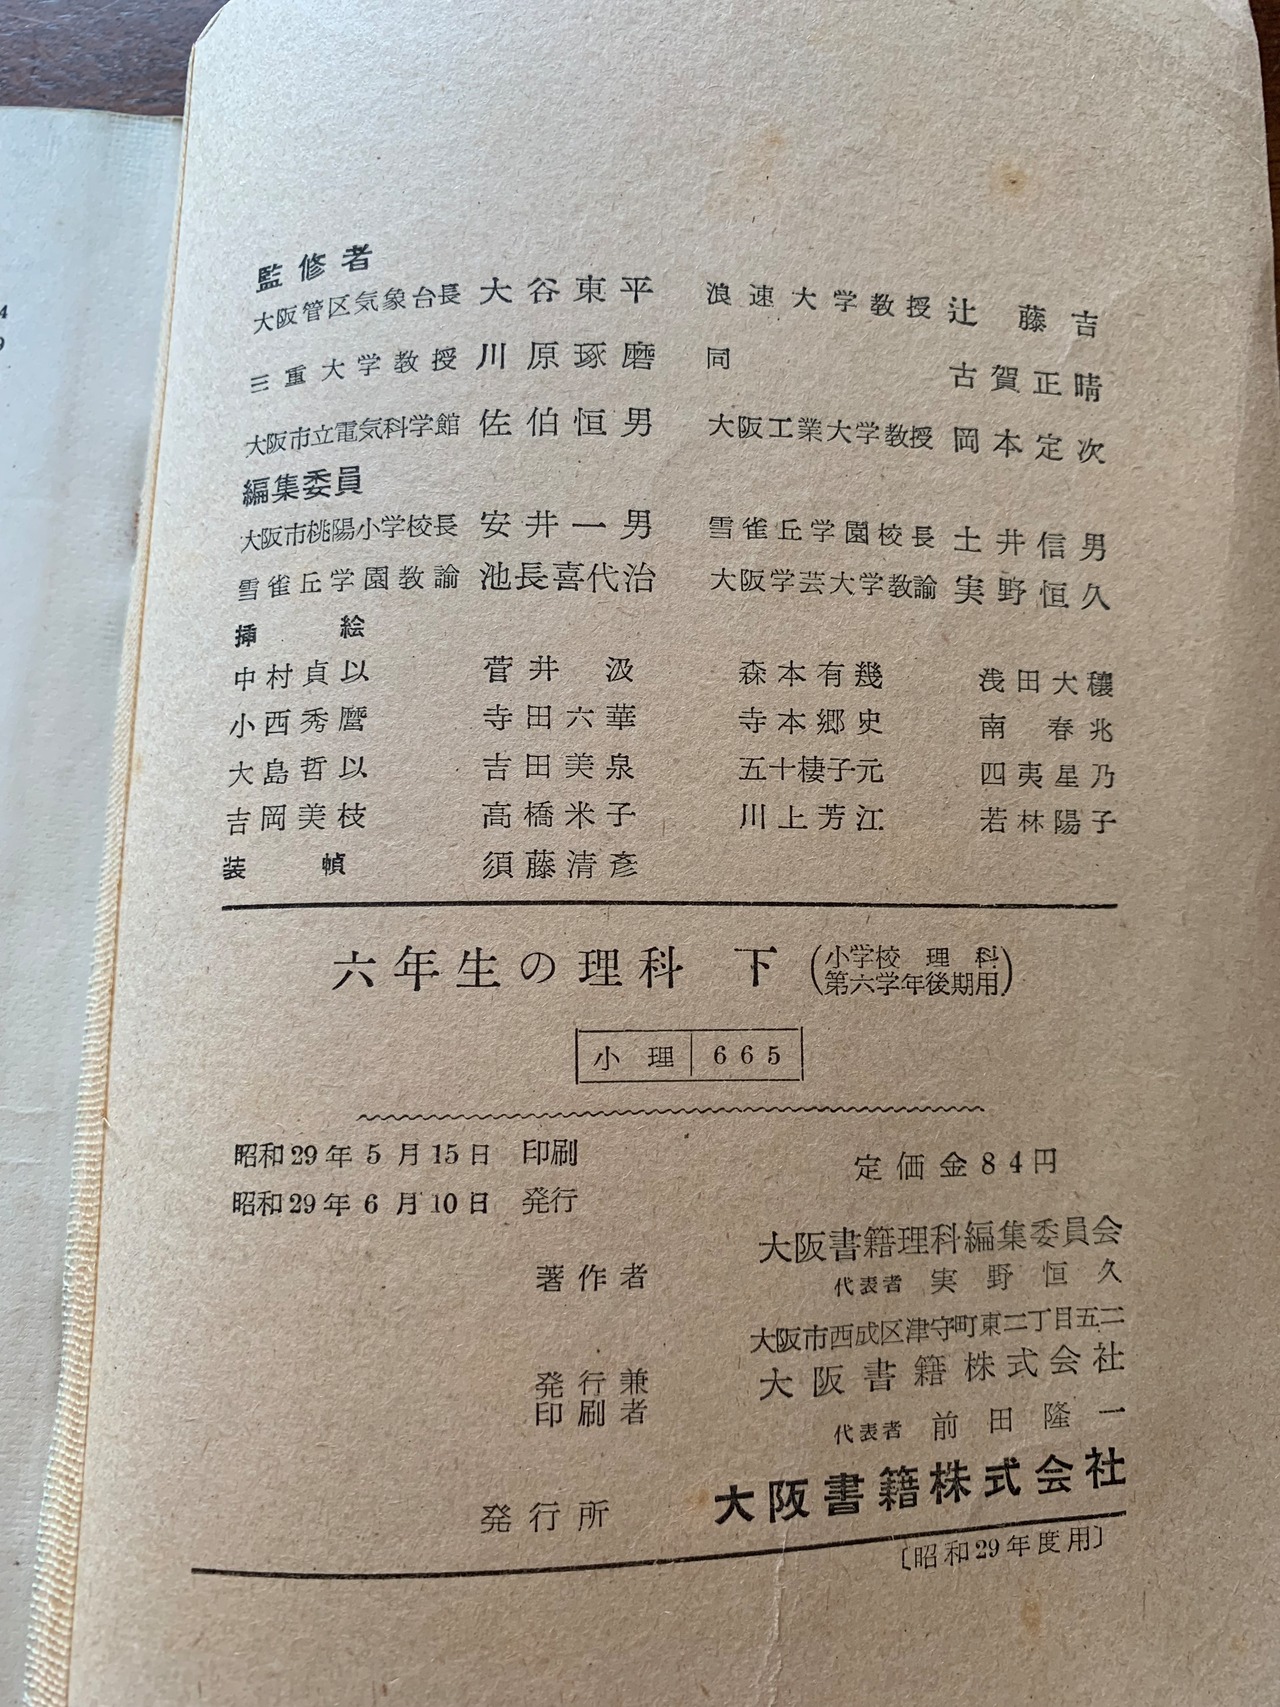 監修者
大阪管区気象台長 大谷東平 浪速大学教授 辻藤吉
三重大学教授 川原琢磨 同 古賀正晴
大阪市立電気科学館 佐伯恒男 大阪工業大学教授 岡本定次
編集委員
大阪市桃陽小学校長 安井一男 雪雀丘学園校長 土井信男
雪雀丘学園教諭 池長喜代治 大阪学芸大学教諭 実野恒久
挿絵
中村貞以 菅井汲 森本有幾 浅田大穰
小西秀麿 寺田六華 寺本郷史 南春兆
大島哲以 吉田美泉 五十棲子元 四夷星乃
吉岡美枝 高橋米子 川上芳江 若林陽子
装幀 須藤清彦
六年生の理科 下 (小学校理科 第六学年後期用)
小理 665
昭和29年5月15日 印刷
定価金84円
昭和29年6月10日 発行
大阪書籍理科編集委員会
著作者 代表者 実野恒久
大阪市西成区津守町東二丁目五二
発行兼印刷者 大阪書籍株式会社
代表者 前田隆一
発行所 大阪書籍株式会社
〔昭和29年度用〕